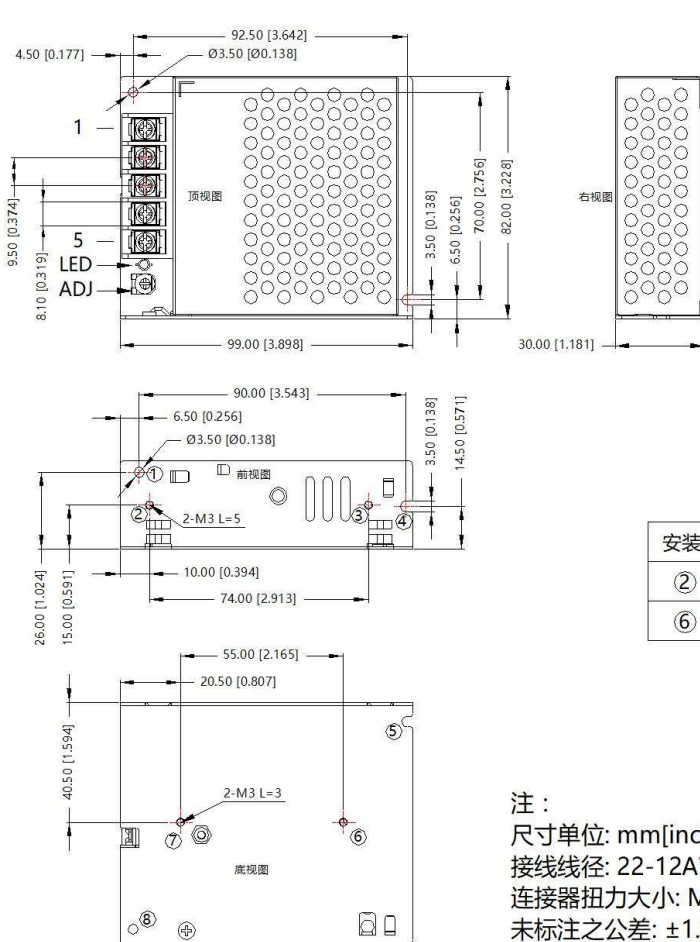 92.50 [3.642]
4.50 [0.177]
Ø3.50 [Ø0.138]
1
顶视图
右视图
9.50 [0.374]
8.10 [0.319]
5
LED
ADJ
3.50 [0.138]
6.50 [0.256]
70.00 [2.756]
82.00 [3.228]
99.00 [3.898]
30.00 [1.181]
90.00 [3.543]
6.50 [0.256]
Ø3.50 [Ø0.138]
3.50 [0.138]
14.50 [0.571]
① 前视图
② ③ ④
2-M3 L=5
10.00 [0.394]
74.00 [2.913]
26.00 [1.024]
15.00 [0.591]
安装
②
⑥
55.00 [2.165]
20.50 [0.807]
40.50 [1.594]
⑤
2-M3 L=3
⑦ ⑥
底视图
⑧
注：
尺寸单位: mm[inc
接线线径: 22-12A
连接器扭力大小: M
未标注之公差: ±1.